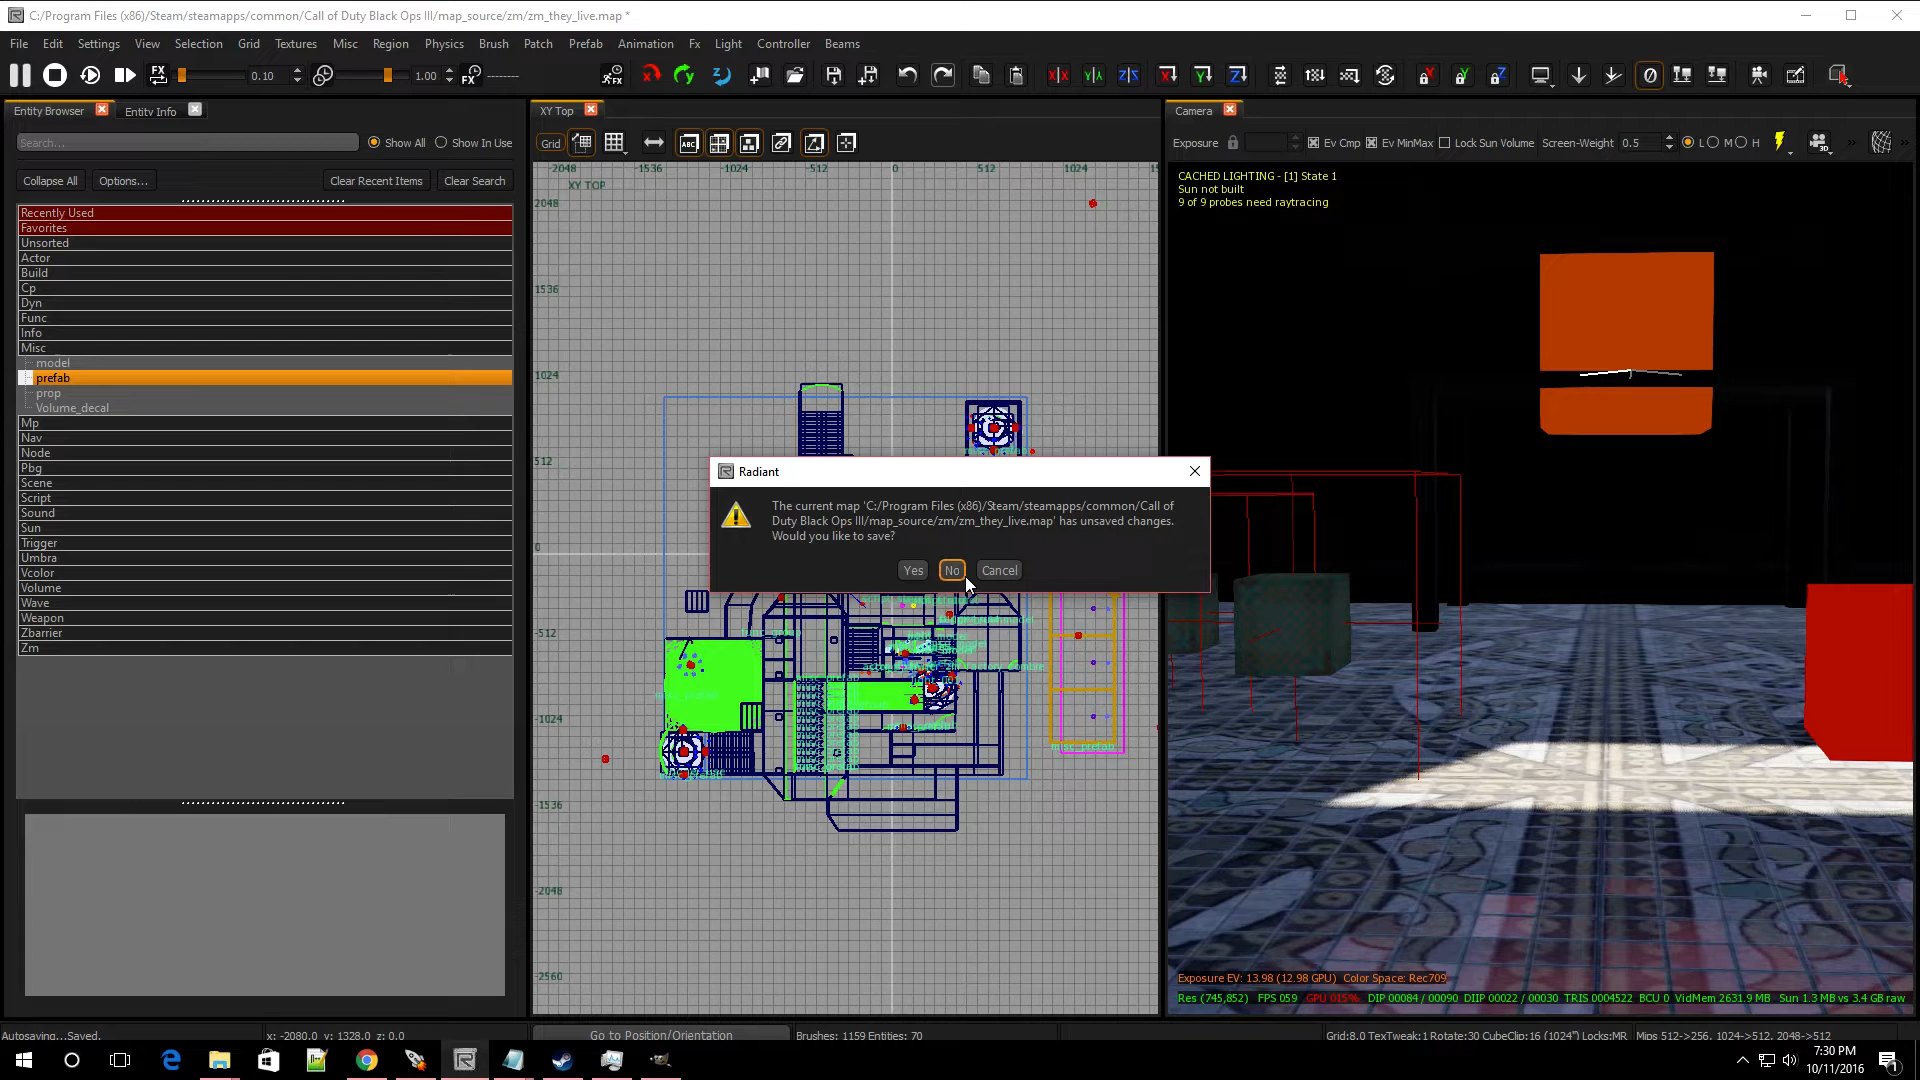 C:/Program Files (x86)/Steam/steamapps/common/Call of Duty Black Ops III/map_source/zm/zm_they_live.map *
File Edit Settings View Selection Grid Textures Misc Region Physics Brush Patch Prefab Animation Fx Light Controller Beams
FX 0.10 1.00 FX --------
Entity Browser Entity Info XY Top Camera
Search... Show All Show In Use
Grid ABC
Exposure Ev Cmp Ev MinMax Lock Sun Volume Screen-Weight 0.5 L M H
Collapse All Options... Clear Recent Items Clear Search
-2048 -1536 -1024 -512 0 512 1024
XY TOP
2048
1536
1024
512
0
-512
-1024
-1536
-2048
-2560
CACHED LIGHTING - [1] State 1
Sun not built
9 of 9 probes need raytracing
Recently Used
Favorites
Unsorted
Actor
Build
Cp
Dyn
Func
Info
Misc
model
prefab
prop
Volume_decal
Mp
Nav
Node
Pbg
Scene
Script
Sound
Sun
Trigger
Umbra
Vcolor
Volume
Wave
Weapon
Zbarrier
Zm
Radiant
The current map 'C:/Program Files (x86)/Steam/steamapps/common/Call of
Duty Black Ops III/map_source/zm/zm_they_live.map' has unsaved changes.
Would you like to save?
Yes No Cancel
func_group
misc_prefab
misc_prefab
Exposure EV: 13.98 (12.98 GPU) Color Space: Rec709
Res (745,852) FPS 059 GPU 015% DIP 00084 / 00090 DIIP 00022 / 00030 TRIS 0004522 BCU 0 VidMem 2631.9 MB Sun 1.3 MB vs 3.4 GB raw
Autosaving...Saved. x: -2080.0 y: 1328.0 z: 0.0 Go to Position/Orientation Brushes: 1159 Entities: 70 Grid:8.0 TexTweak:1 Rotate:30 CubeClip:16 (1024") Locks:MR Mips 512->256, 1024->512, 2048->512
7:30 PM
10/11/2016
1